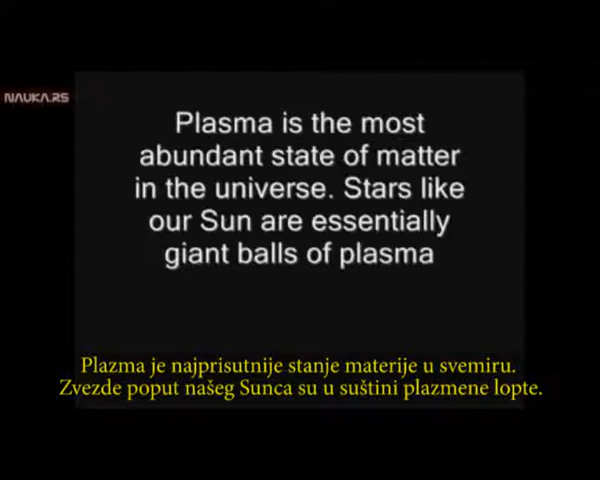 NAUKA.RS
Plasma is the most
abundant state of matter
in the universe. Stars like
our Sun are essentially
giant balls of plasma
Plazma je najprisutnije stanje materije u svemiru.
Zvezde poput našeg Sunca su u suštini plazmene lopte.